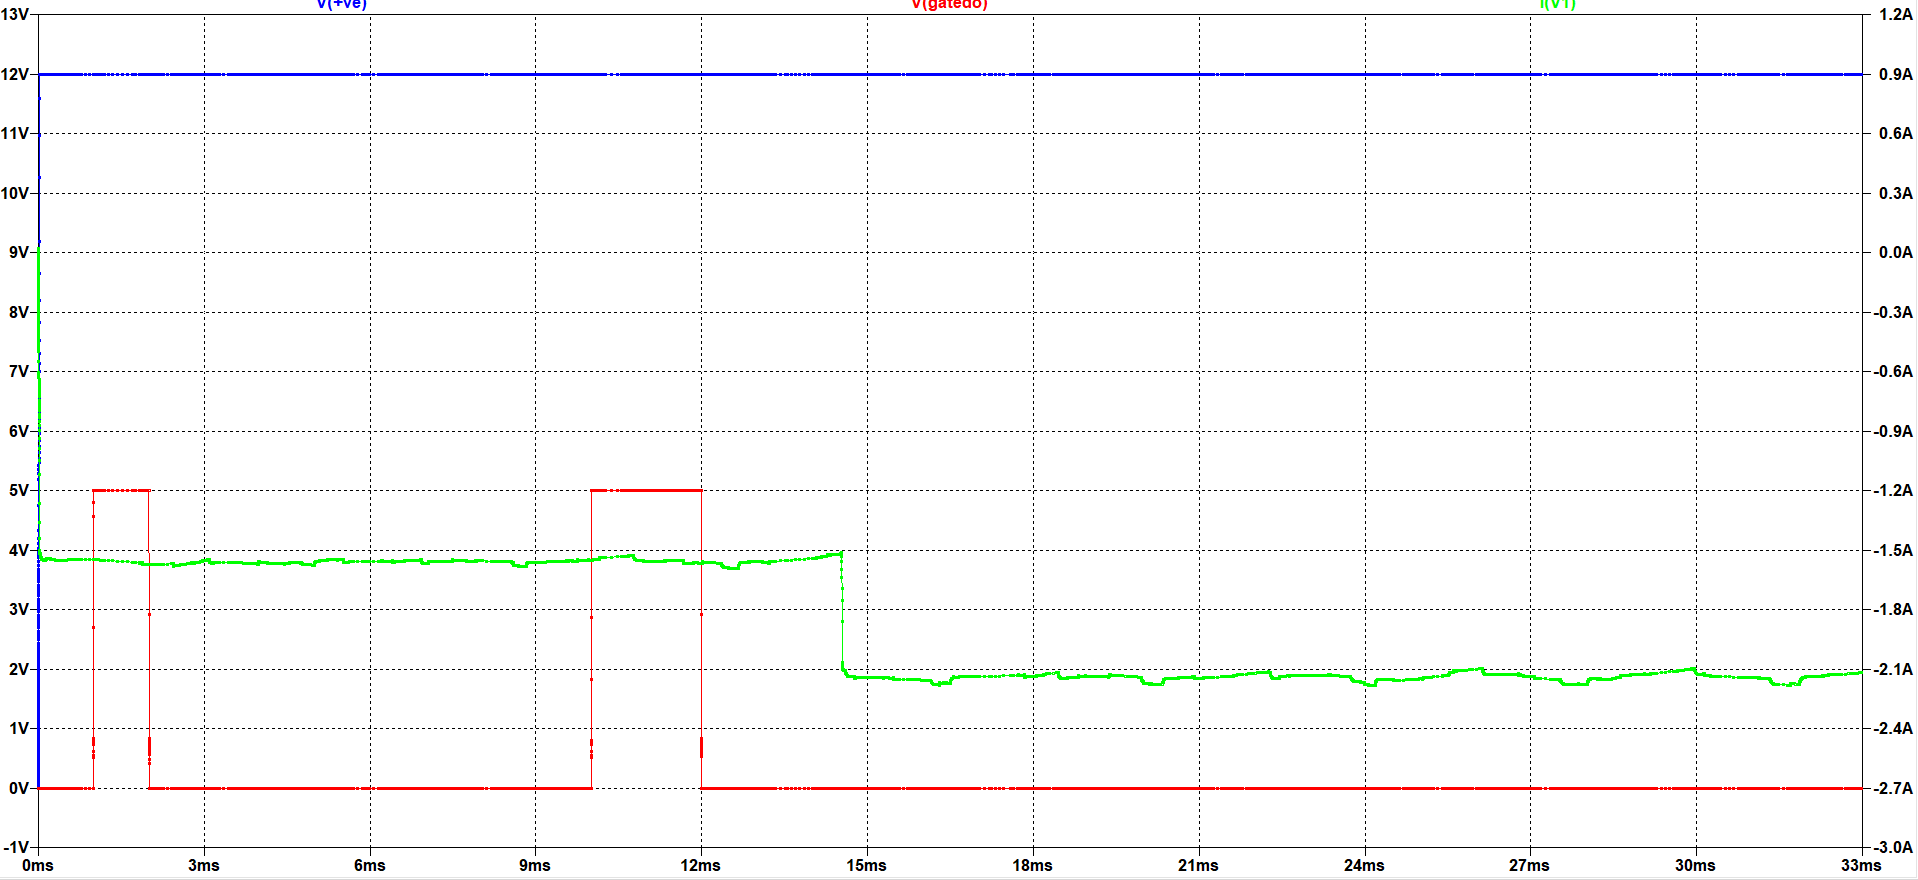 V(+ve) V(gatedo) I(V1)
13V 1.2A
12V 0.9A
11V 0.6A
10V 0.3A
9V 0.0A
8V -0.3A
7V -0.6A
6V -0.9A
5V -1.2A
4V -1.5A
3V -1.8A
2V -2.1A
1V -2.4A
0V -2.7A
-1V -3.0A
0ms 3ms 6ms 9ms 12ms 15ms 18ms 21ms 24ms 27ms 30ms 33ms